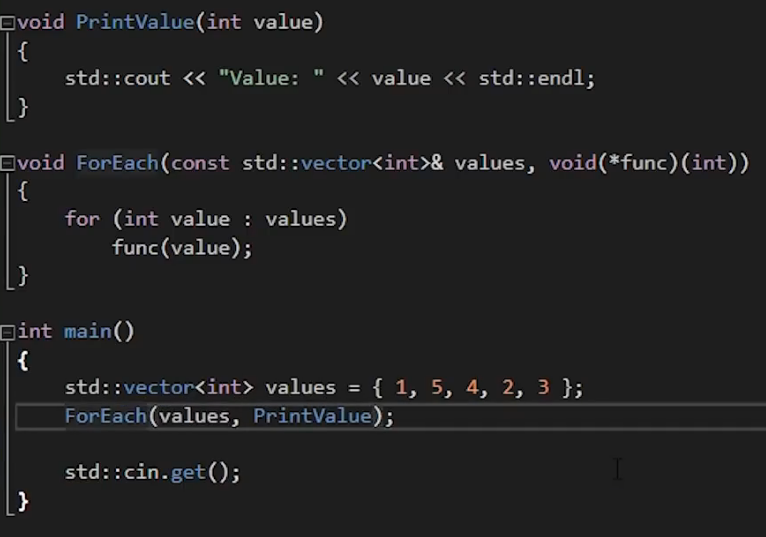 void PrintValue(int value)
{
    std::cout << "Value: " << value << std::endl;
}

void ForEach(const std::vector<int>& values, void(*func)(int))
{
    for (int value : values)
        func(value);
}

int main()
{
    std::vector<int> values = { 1, 5, 4, 2, 3 };
    ForEach(values, PrintValue);

    std::cin.get();
}